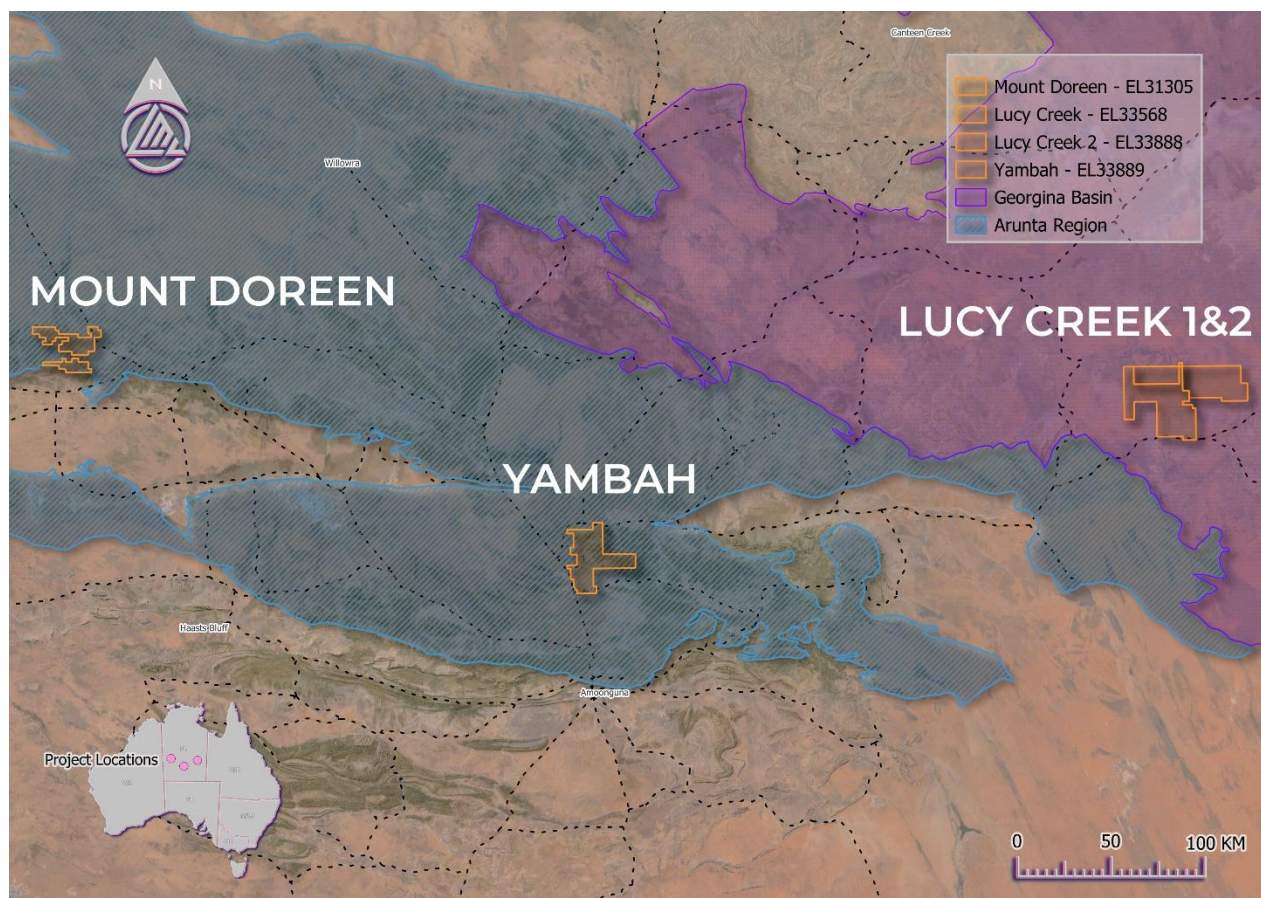 Canteen Creek
N
Mount Doreen - EL31305
Lucy Creek - EL33568
Lucy Creek 2 - EL33888
Yambah - EL33889
Georgina Basin
Arunta Region
Willowra
MOUNT DOREEN
LUCY CREEK 1&2
YAMBAH
Haasts Bluff
Amoonguna
Project Locations
0 50 100 KM